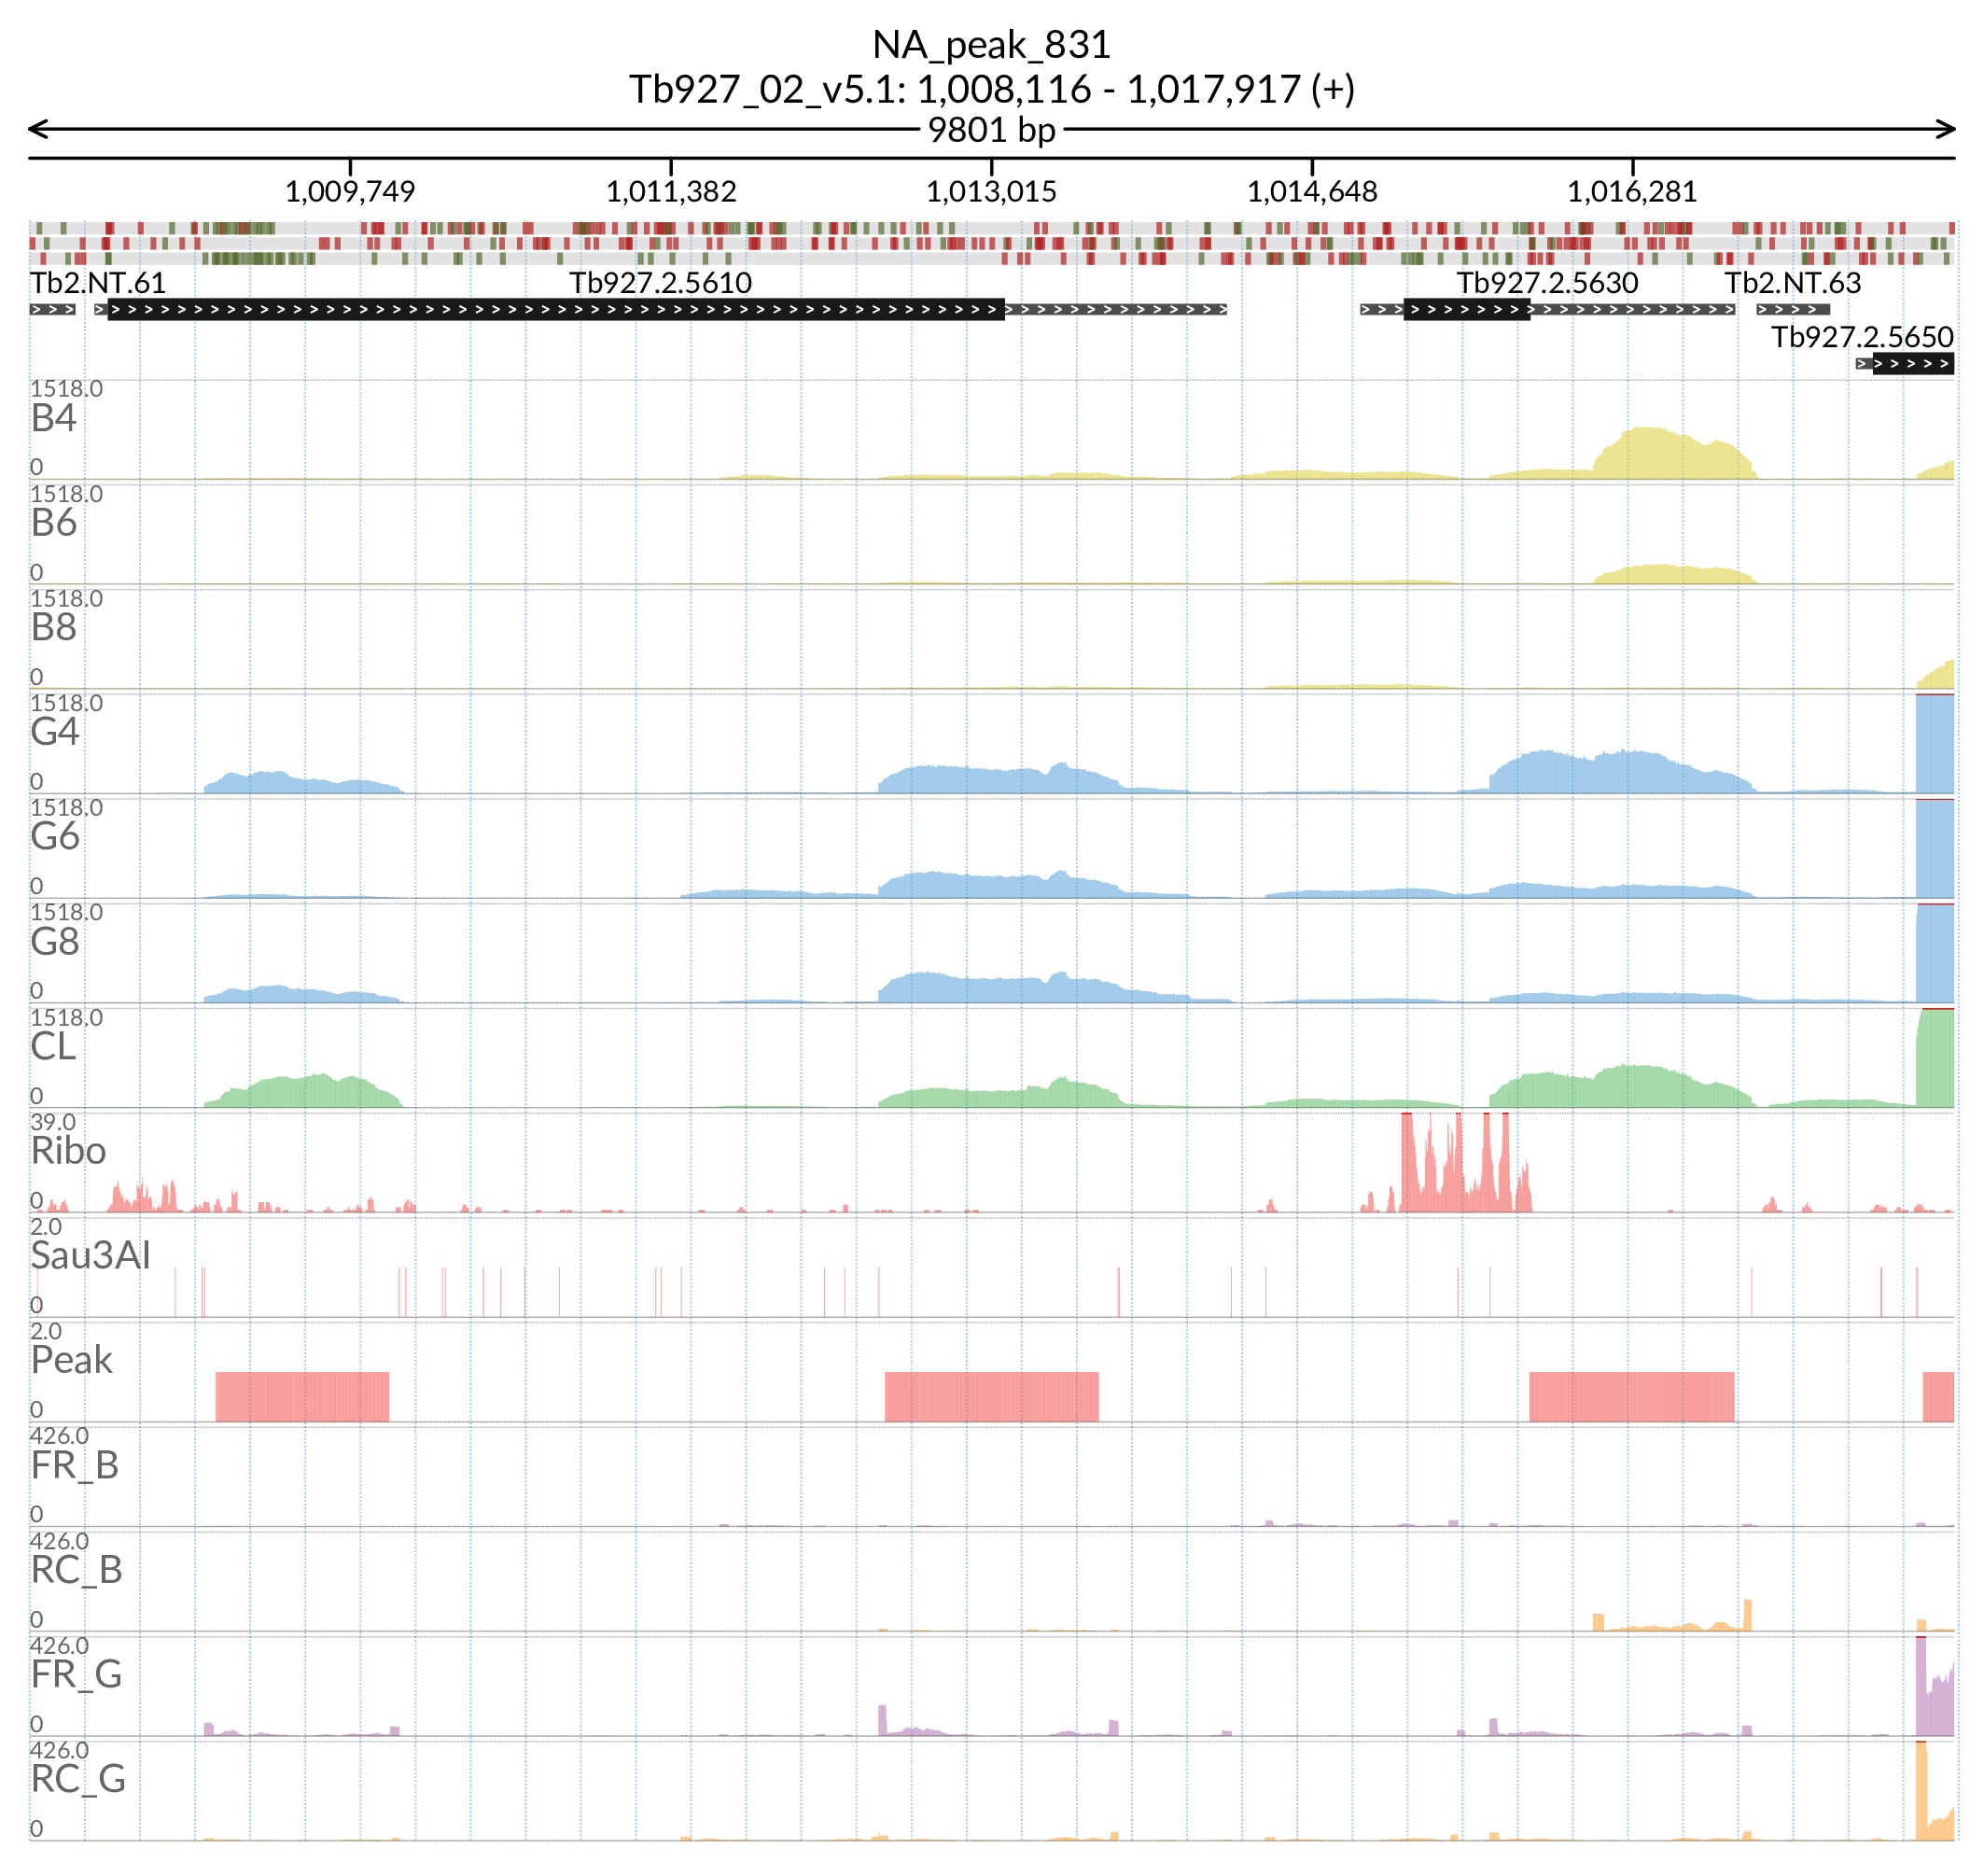 NA_peak_831
Tb927_02_v5.1: 1,008,116 - 1,017,917 (+)
9801 bp
1,009,749 1,011,382 1,013,015 1,014,648 1,016,281
Tb2.NT.61 Tb927.2.5610 Tb927.2.5630 Tb2.NT.63
Tb927.2.5650
1518.0
B4
0
1518.0
B6
0
1518.0
B8
0
1518.0
G4
0
1518.0
G6
0
1518.0
G8
0
1518.0
CL
0
39.0
Ribo
0
2.0
Sau3AI
0
2.0
Peak
0
426.0
FR_B
0
426.0
RC_B
0
426.0
FR_G
0
426.0
RC_G
0